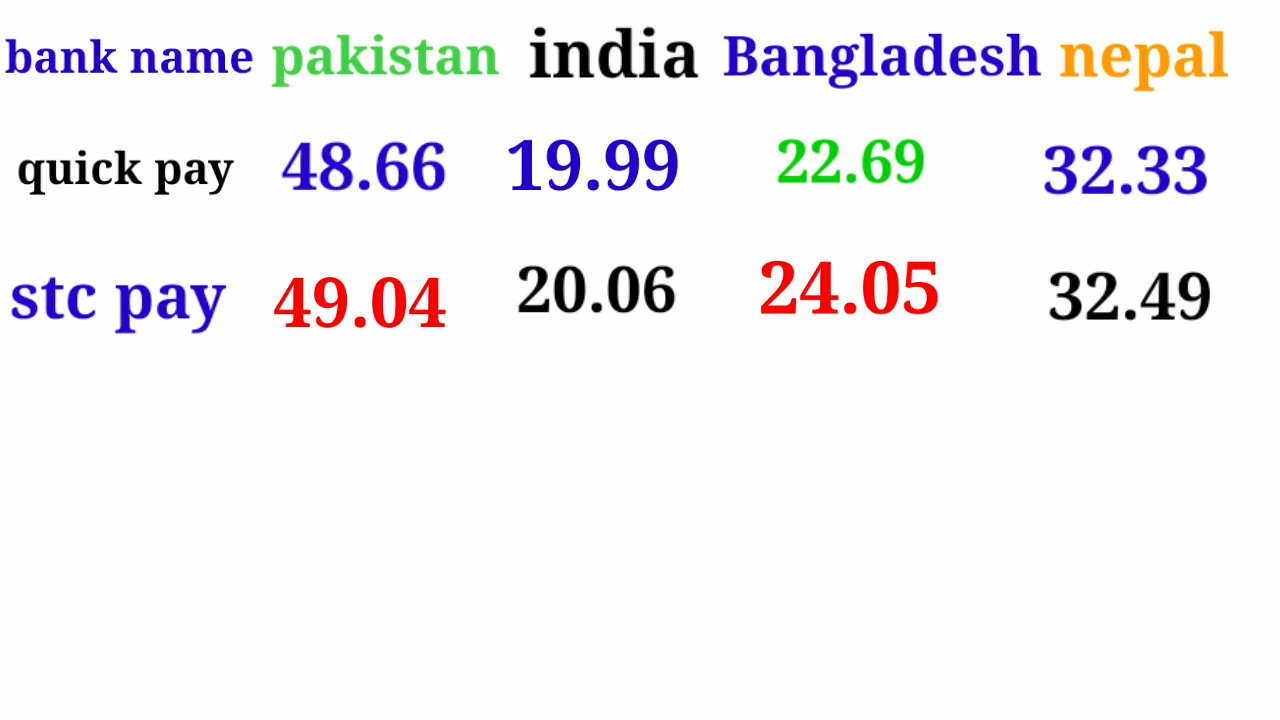 bank name pakistan india Bangladesh nepal
quick pay 48.66 19.99 22.69 32.33
stc pay 49.04 20.06 24.05 32.49